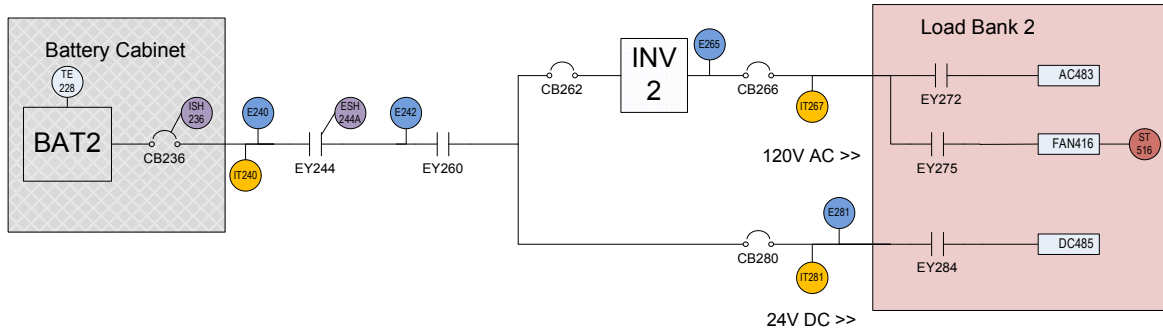 Battery Cabinet
TE
228
BAT2
ISH
236
CB236
E240
IT240
ESH
244A
EY244
E242
EY260
CB262
INV
2
E265
CB266
IT267
120V AC >>
CB280
E281
IT281
24V DC >>
Load Bank 2
EY272
AC483
EY275
FAN416
ST
516
EY284
DC485